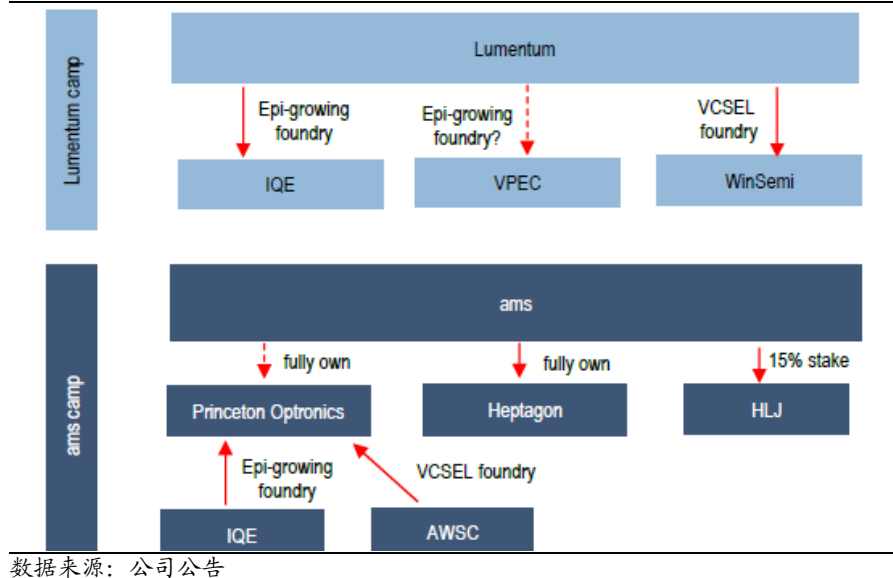 Lumentum camp
Lumentum
Epi-growing
foundry
Epi-growing
foundry?
VCSEL
foundry
IQE
VPEC
WinSemi
ams camp
ams
fully own
fully own
15% stake
Princeton Optronics
Heptagon
HLJ
Epi-growing
foundry
VCSEL foundry
IQE
AWSC
数据来源：公司公告